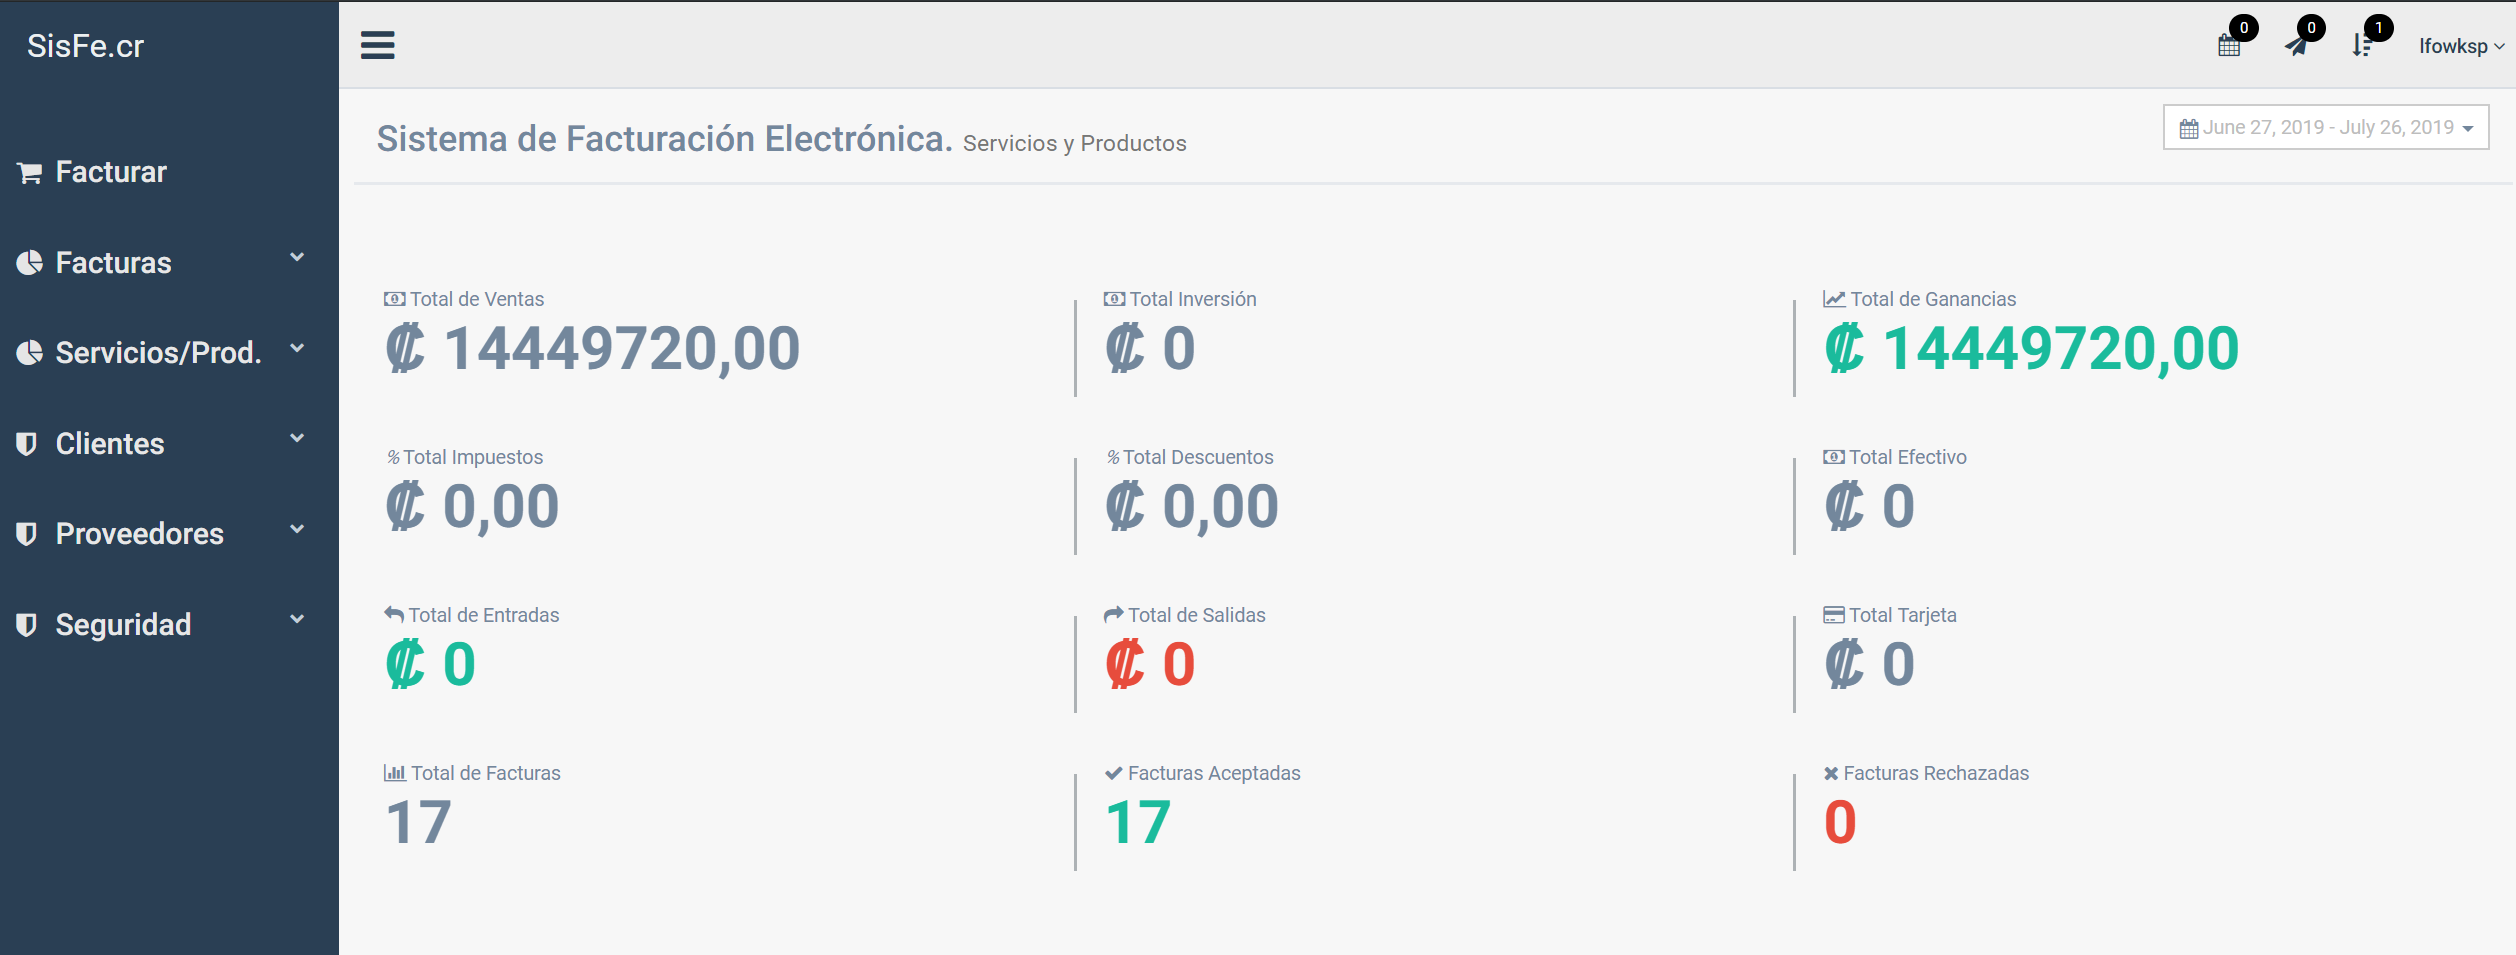 SisFe.cr
0
0
1
lfowksp
Sistema de Facturación Electrónica. Servicios y Productos
June 27, 2019 - July 26, 2019
Facturar
Facturas
Servicios/Prod.
Clientes
Proveedores
Seguridad
Total de Ventas
₡ 14449720,00
Total Inversión
₡ 0
Total de Ganancias
₡ 14449720,00
% Total Impuestos
₡ 0,00
% Total Descuentos
₡ 0,00
Total Efectivo
₡ 0
Total de Entradas
₡ 0
Total de Salidas
₡ 0
Total Tarjeta
₡ 0
Total de Facturas
17
Facturas Aceptadas
17
Facturas Rechazadas
0